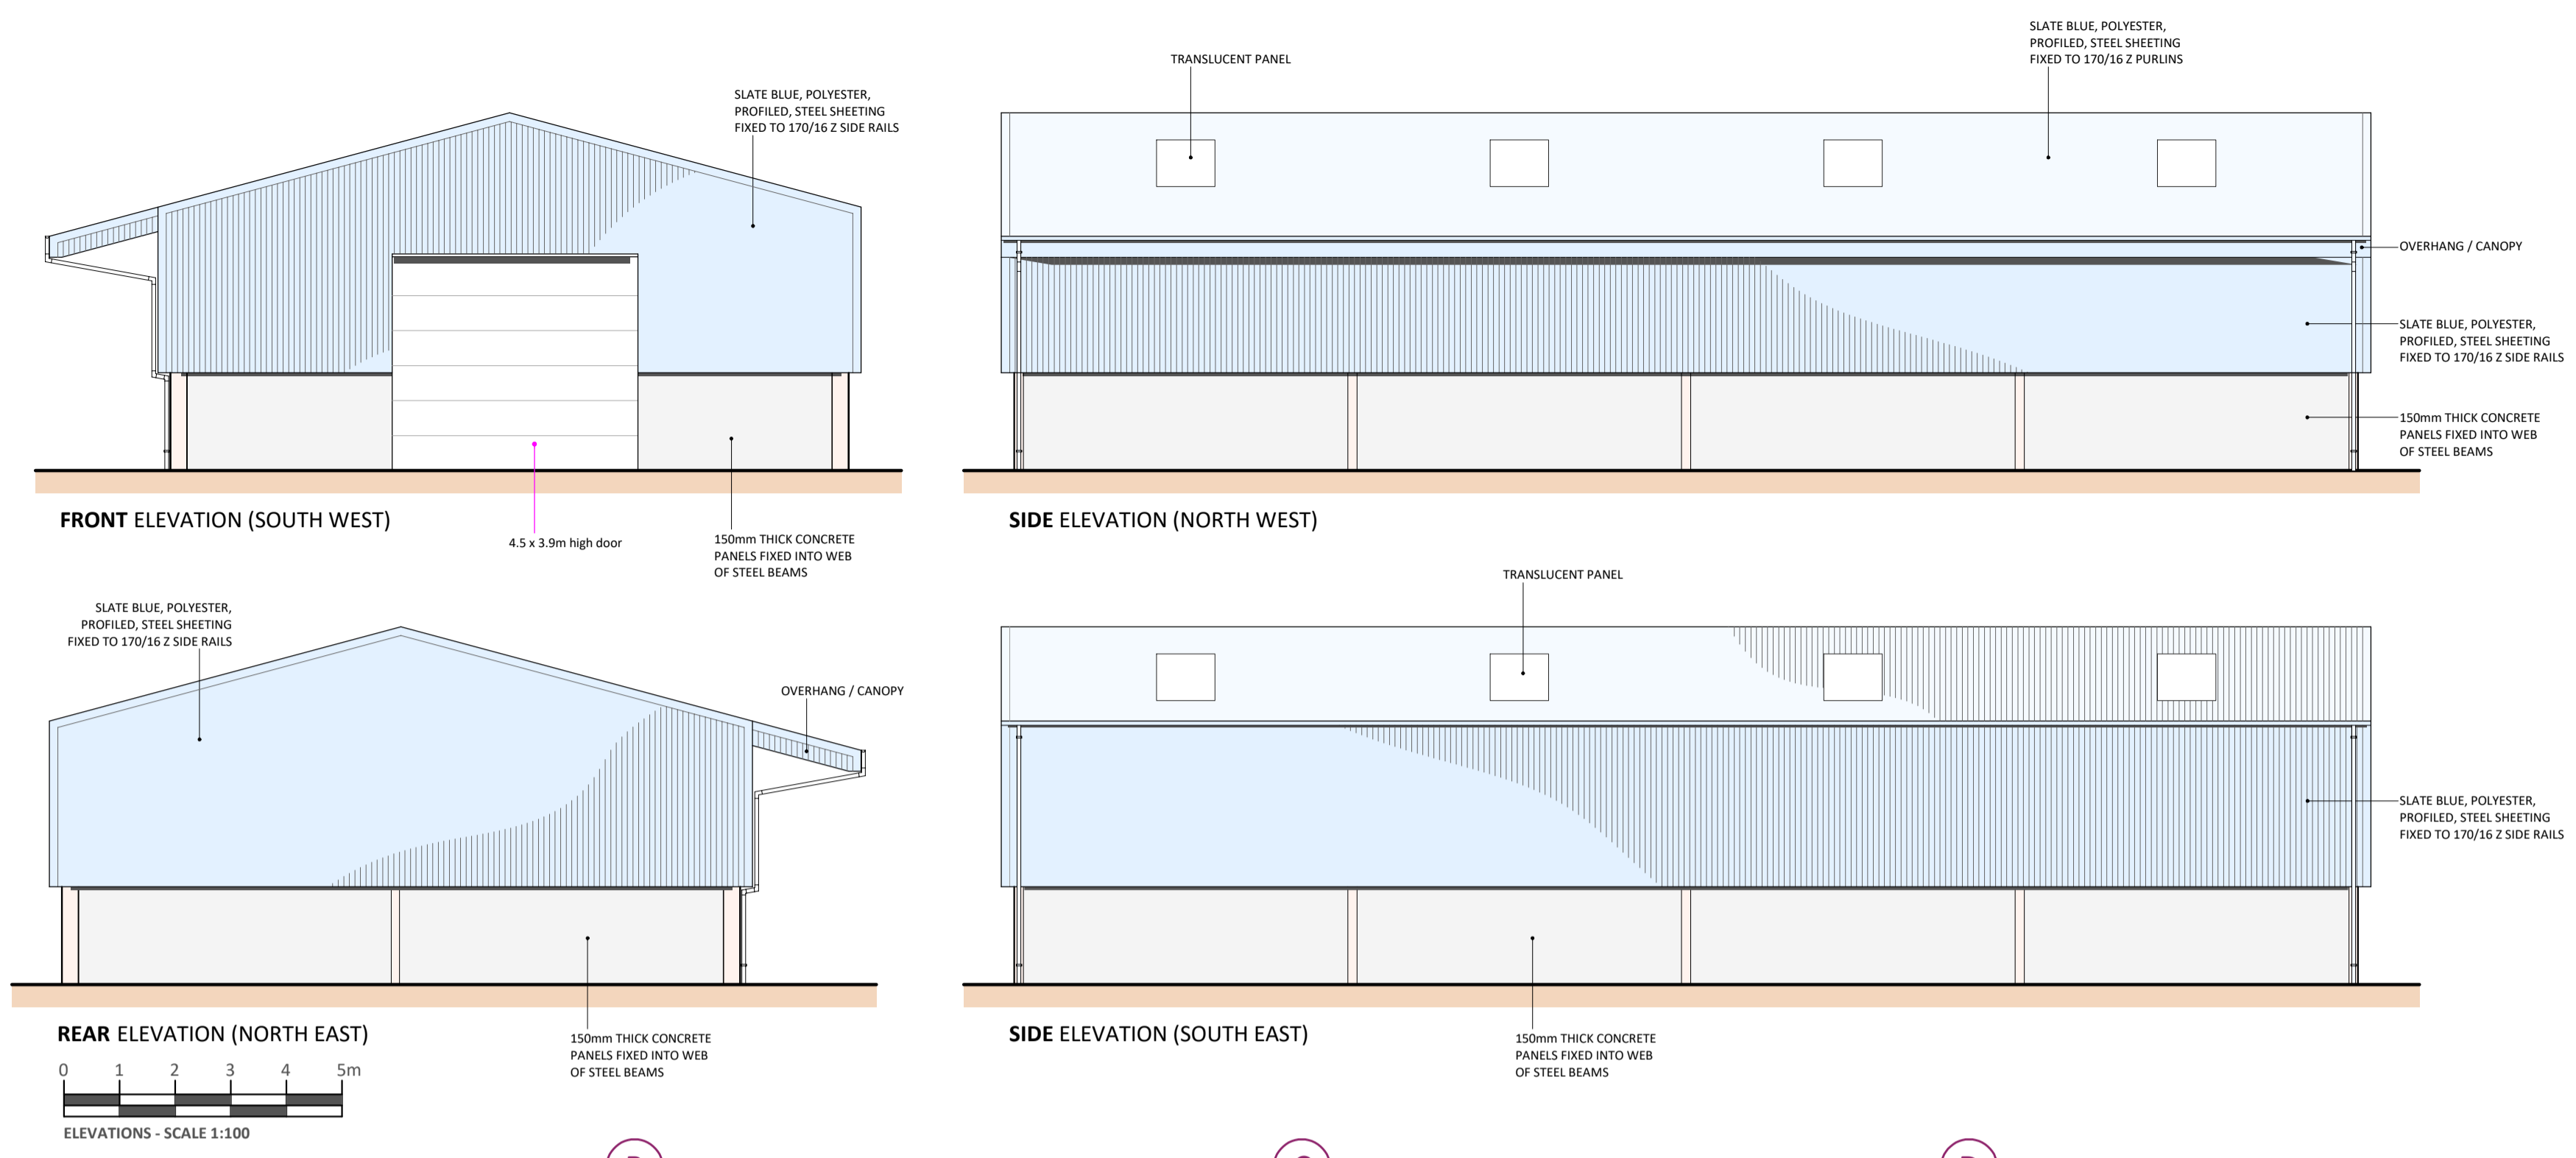 TRANSLUCENT PANEL
SLATE BLUE, POLYESTER,
PROFILED, STEEL SHEETING
FIXED TO 170/16 Z PURLINS
SLATE BLUE, POLYESTER,
PROFILED, STEEL SHEETING
FIXED TO 170/16 Z SIDE RAILS
OVERHANG / CANOPY
SLATE BLUE, POLYESTER,
PROFILED, STEEL SHEETING
FIXED TO 170/16 Z SIDE RAILS
150mm THICK CONCRETE
PANELS FIXED INTO WEB
OF STEEL BEAMS
FRONT ELEVATION (SOUTH WEST)
SIDE ELEVATION (NORTH WEST)
4.5 x 3.9m high door
150mm THICK CONCRETE
PANELS FIXED INTO WEB
OF STEEL BEAMS
TRANSLUCENT PANEL
SLATE BLUE, POLYESTER,
PROFILED, STEEL SHEETING
FIXED TO 170/16 Z SIDE RAILS
OVERHANG / CANOPY
SLATE BLUE, POLYESTER,
PROFILED, STEEL SHEETING
FIXED TO 170/16 Z SIDE RAILS
REAR ELEVATION (NORTH EAST)
SIDE ELEVATION (SOUTH EAST)
150mm THICK CONCRETE
PANELS FIXED INTO WEB
OF STEEL BEAMS
150mm THICK CONCRETE
PANELS FIXED INTO WEB
OF STEEL BEAMS
0 1 2 3 4 5m
ELEVATIONS - SCALE 1:100